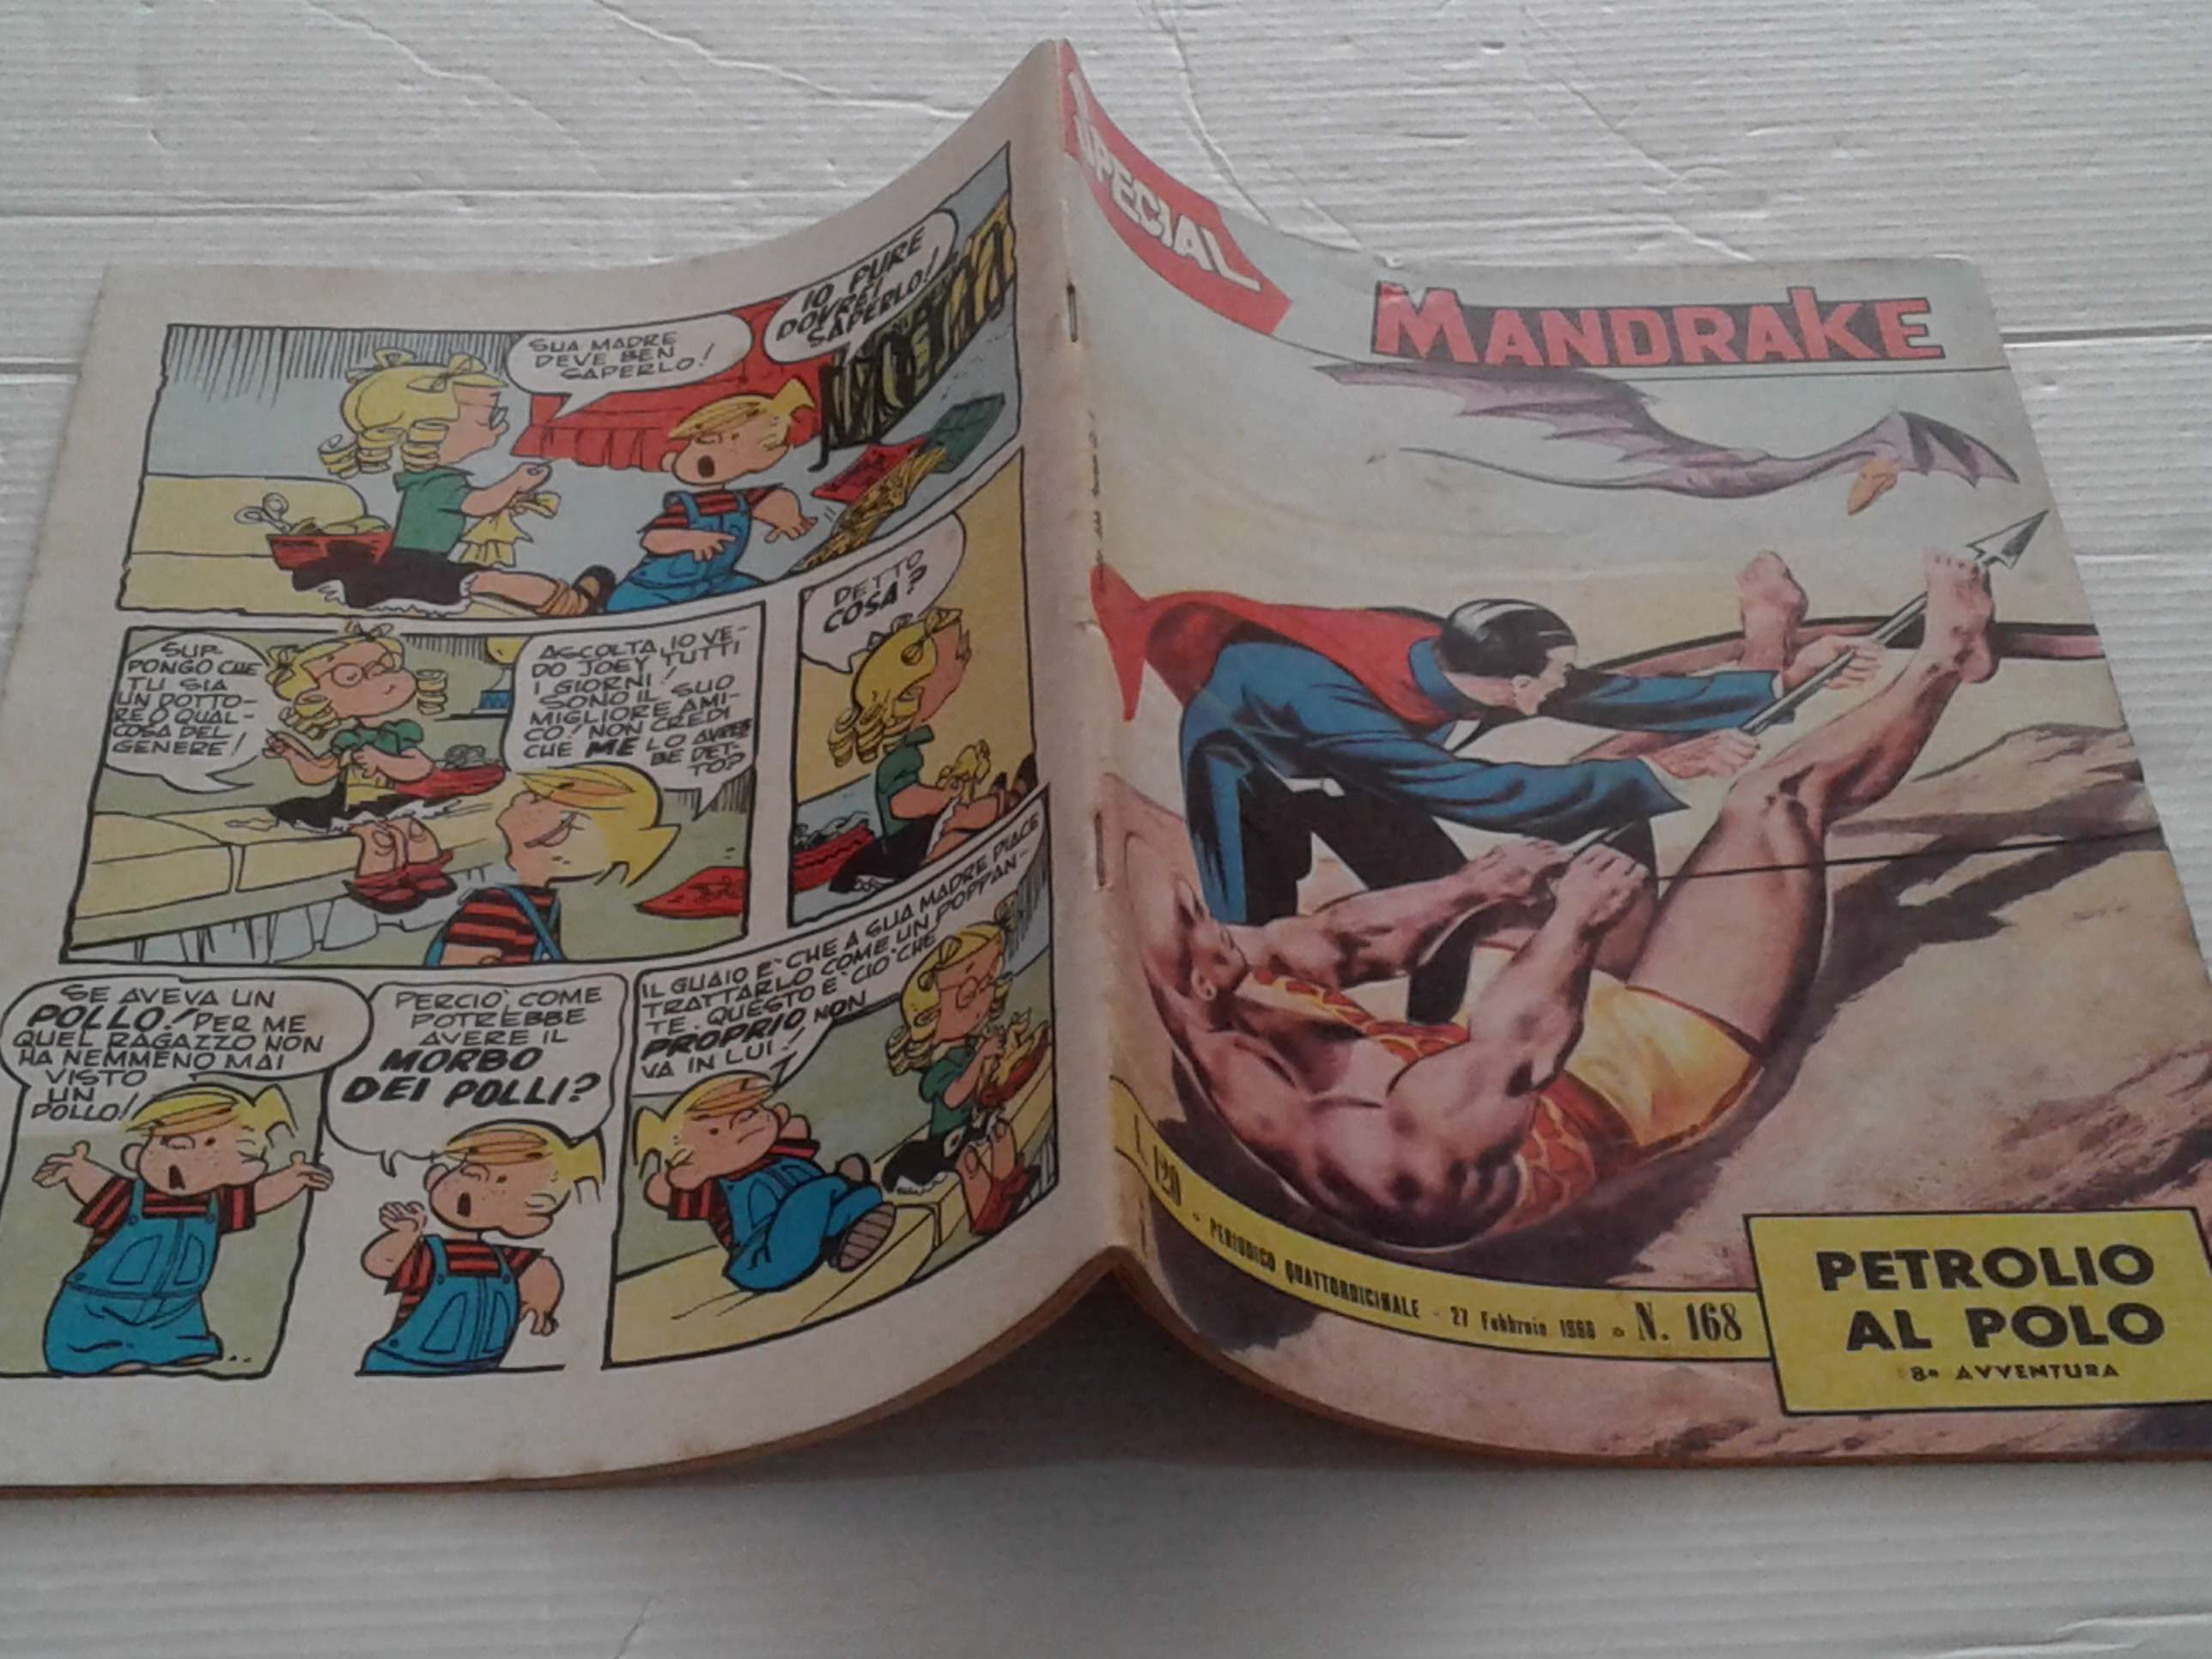 SUA MADRE
DEVE BEN
SAPERLO!
IO PURE
DOVREI
SAPERLO!
SUP-
PONGO CHE
TU SIA
UN DOTTO-
RE O QUAL-
COSA DEL
GENERE!
ASCOLTA, IO VE-
DO JOEY TUTTI
I GIORNI!
SONO IL SUO
MIGLIORE AMI-
CO! NON CREDI
CHE ME LO AVREB
BE DET-
TO?
DETTO
COSA?
SE AVEVA UN
POLLO! PER ME
QUEL RAGAZZO NON
HA NEMMENO MAI
VISTO
UN
POLLO!
PERCIO', COME
POTREBBE
AVERE IL
MORBO
DEI POLLI?
IL GUAIO E' CHE A SUA MADRE PIACE
TRATTARLO COME UN POPPAN-
TE. QUESTO E' CIO' CHE
PROPRIO NON
VA IN LUI!
SPECIAL
MANDRAKE
L. 120 - PERIODICO QUATTORDICINALE - 27 Febbraio 1966 - N. 168
PETROLIO
AL POLO
8a AVVENTURA